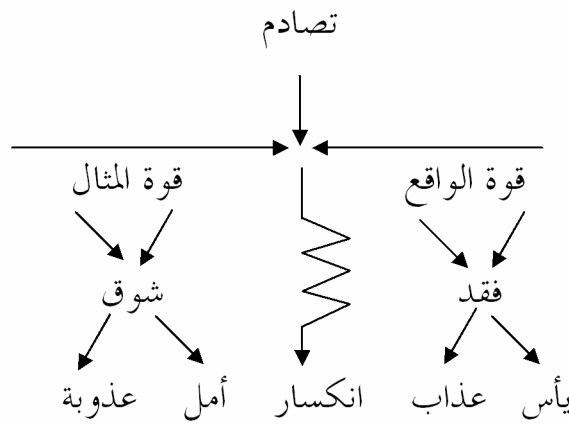 تصادم
قوة الواقع قوة المثال
فقد شوق
يأس عذاب انكسار أمل عذوبة